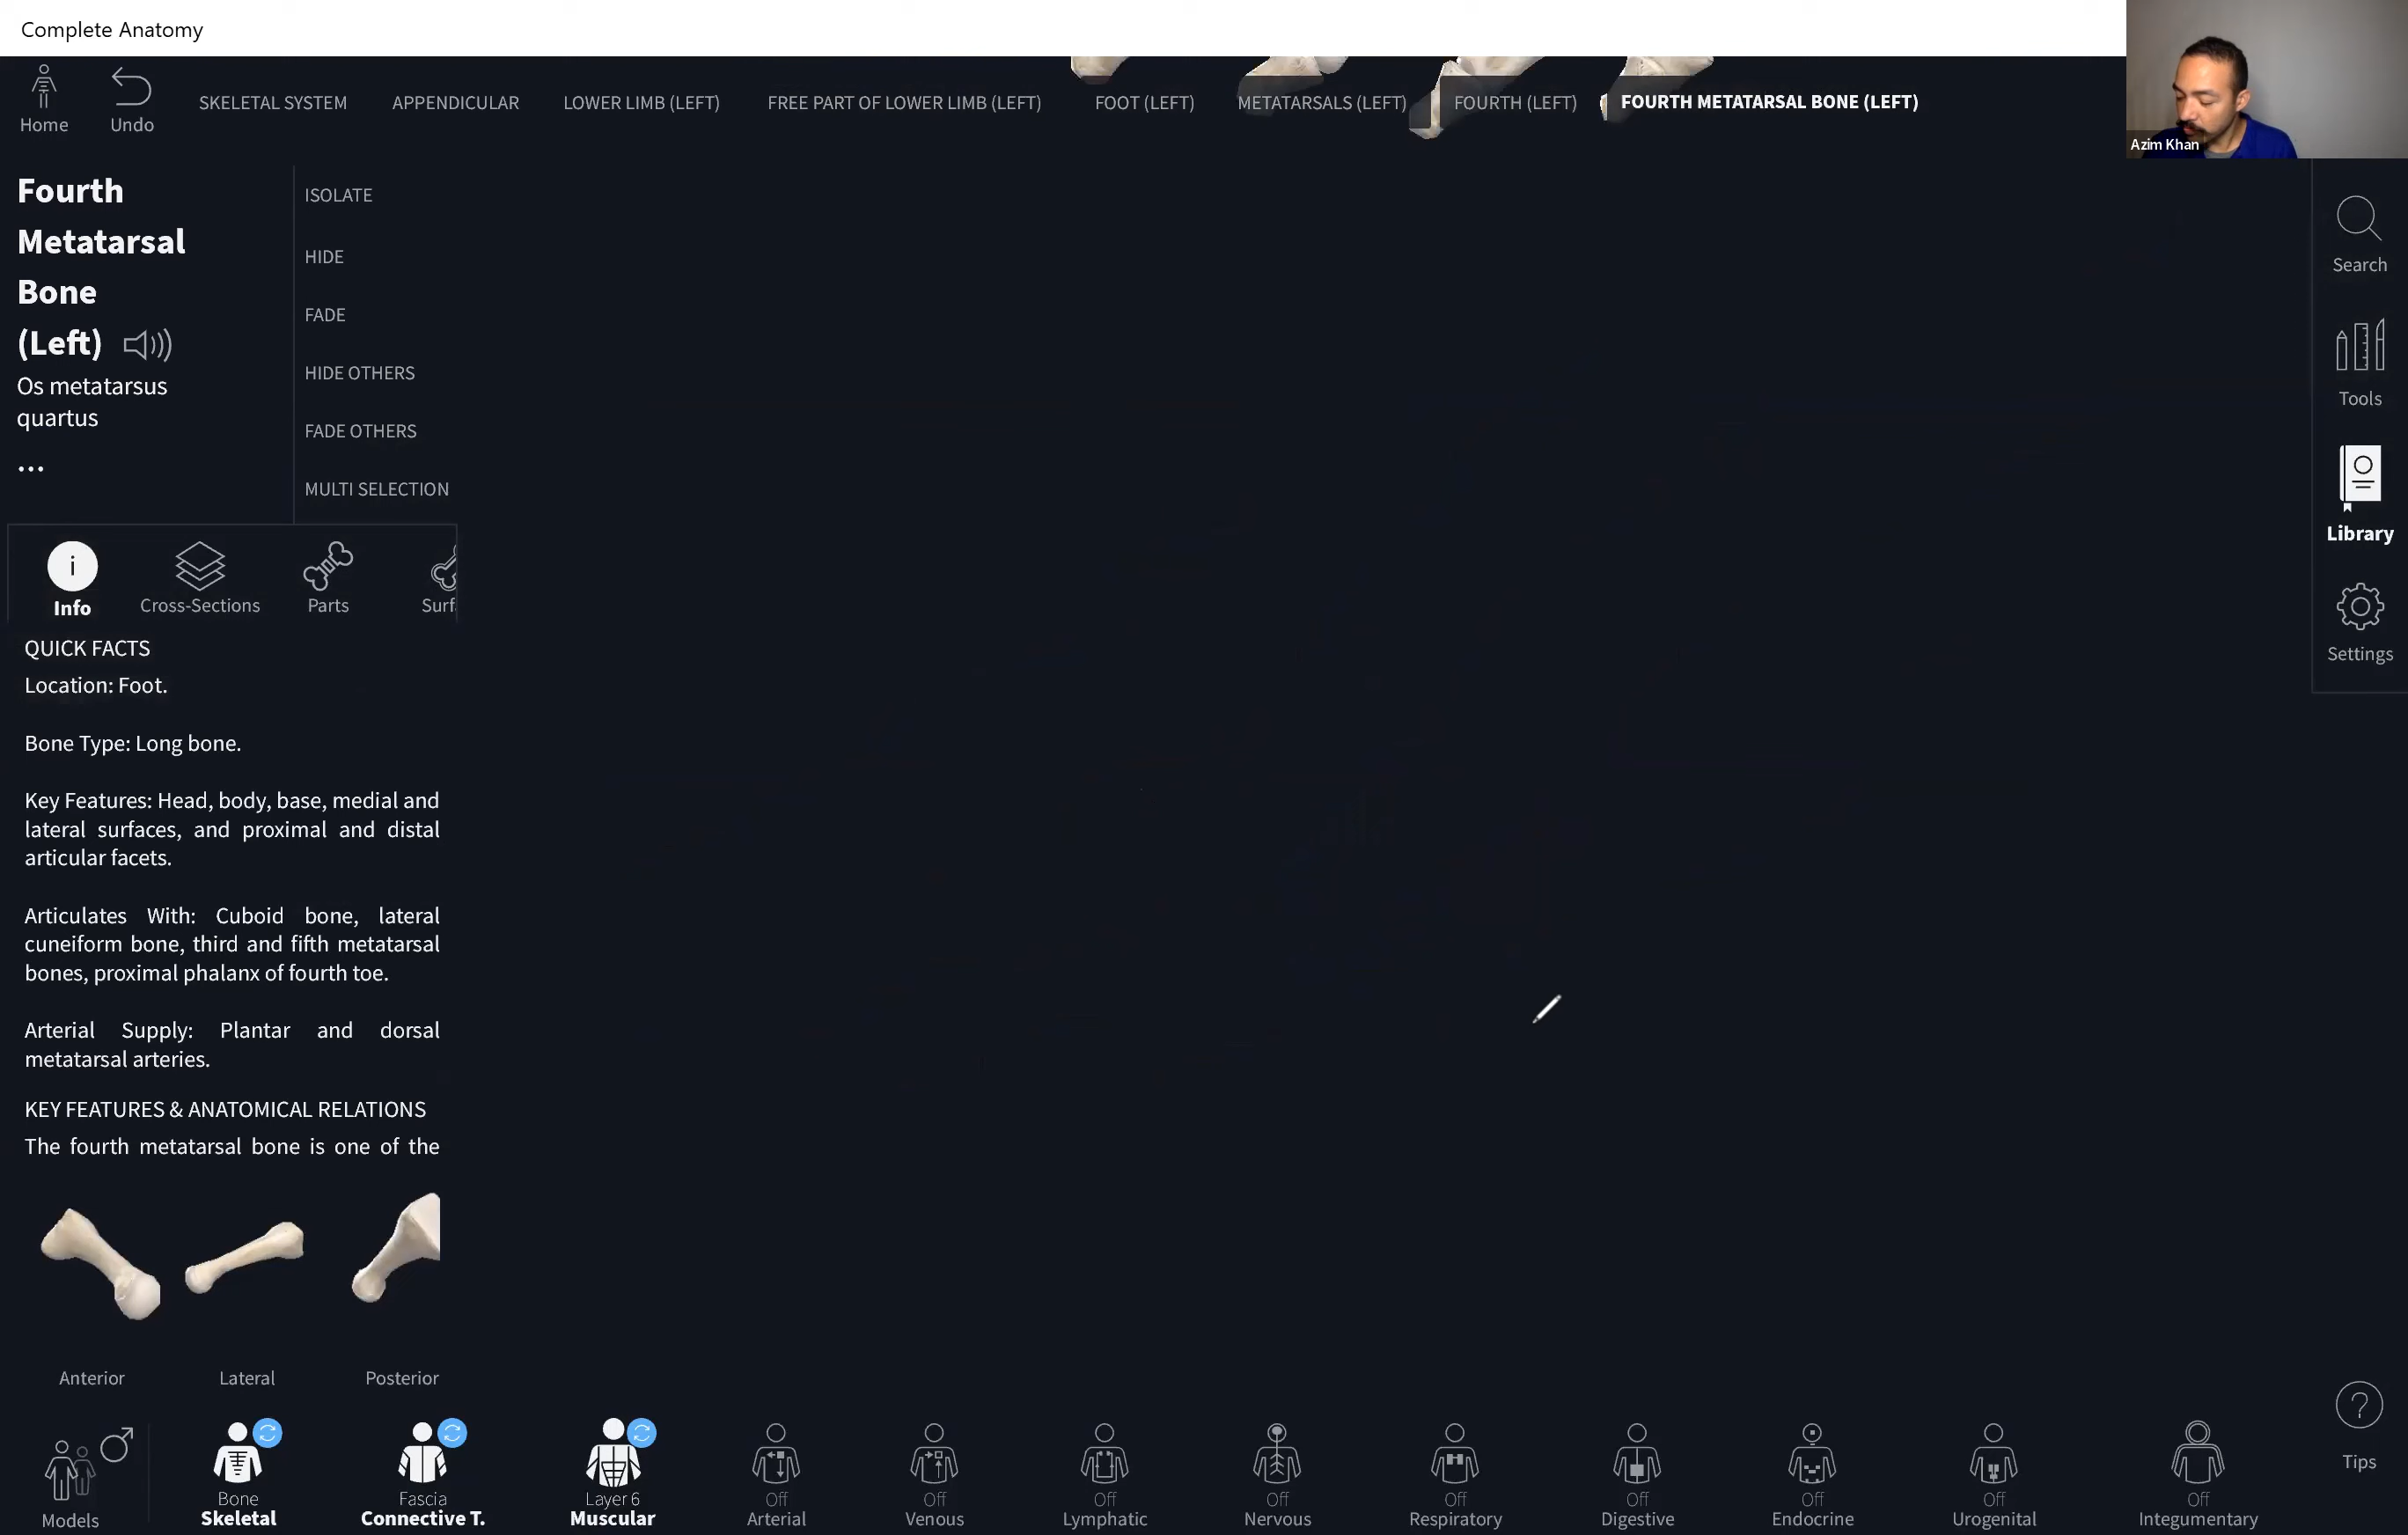 Complete Anatomy
Home
Undo
SKELETAL SYSTEM
APPENDICULAR
LOWER LIMB (LEFT)
FREE PART OF LOWER LIMB (LEFT)
FOOT (LEFT)
METATARSALS (LEFT)
FOURTH (LEFT)
FOURTH METATARSAL BONE (LEFT)
Azim Khan
Fourth
Metatarsal
Bone
(Left)
Os metatarsus
quartus
...
ISOLATE
HIDE
FADE
HIDE OTHERS
FADE OTHERS
MULTI SELECTION
Info
Cross-Sections
Parts
Surf
QUICK FACTS
Location: Foot.
Bone Type: Long bone.
Key Features: Head, body, base, medial and
lateral surfaces, and proximal and distal
articular facets.
Articulates With: Cuboid bone, lateral
cuneiform bone, third and fifth metatarsal
bones, proximal phalanx of fourth toe.
Arterial Supply: Plantar and dorsal
metatarsal arteries.
KEY FEATURES & ANATOMICAL RELATIONS
The fourth metatarsal bone is one of the
Anterior
Lateral
Posterior
Search
Tools
Library
Settings
Tips
Models
Bone
Skeletal
Fascia
Connective T.
Layer 6
Muscular
Off
Arterial
Off
Venous
Off
Lymphatic
Off
Nervous
Off
Respiratory
Off
Digestive
Off
Endocrine
Off
Urogenital
Off
Integumentary